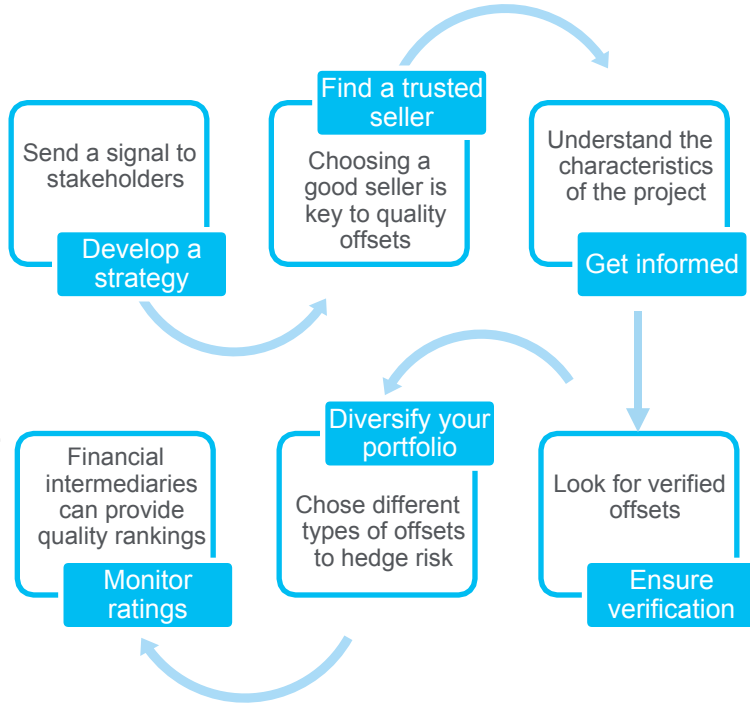 Send a signal to
stakeholders
Develop a
strategy
Find a trusted
seller
Choosing a
good seller is
key to quality
offsets
Understand the
characteristics
of the project
Get informed
Look for verified
offsets
Ensure
verification
Diversify your
portfolio
Chose different
types of offsets
to hedge risk
Financial
intermediaries
can provide
quality rankings
Monitor
ratings